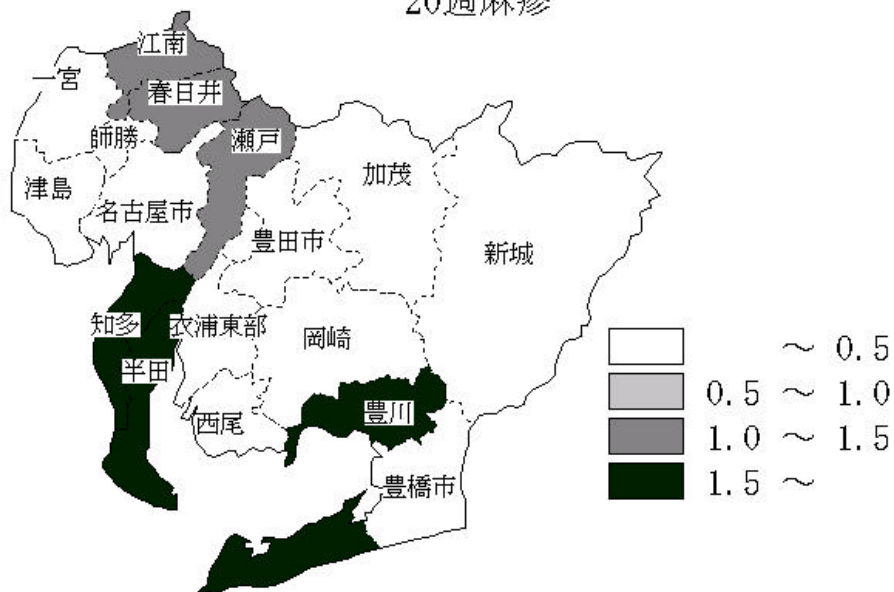 20週麻疹
江南
一宮
春日井
師勝
瀬戸
加茂
津島
名古屋市
豊田市
新城
知多
衣浦東部
岡崎
半田
西尾
豊川
豊橋市
～ 0.5
0.5 ～ 1.0
1.0 ～ 1.5
1.5 ～